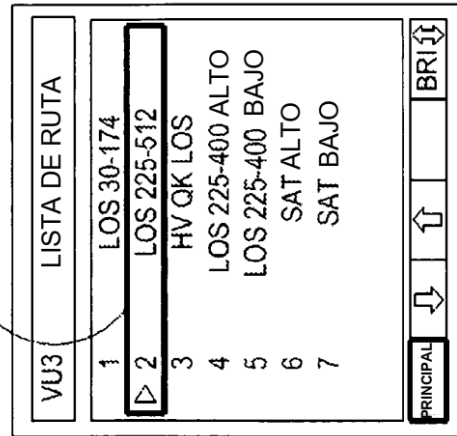 VU3 LISTA DE RUTA
1 LOS 30-174
▷ 2 LOS 225-512
3 HV QK LOS
4 LOS 225-400 ALTO
5 LOS 225-400 BAJO
6 SAT ALTO
7 SAT BAJO
PRINCIPAL ⇩ ⇧ BRI ⇕